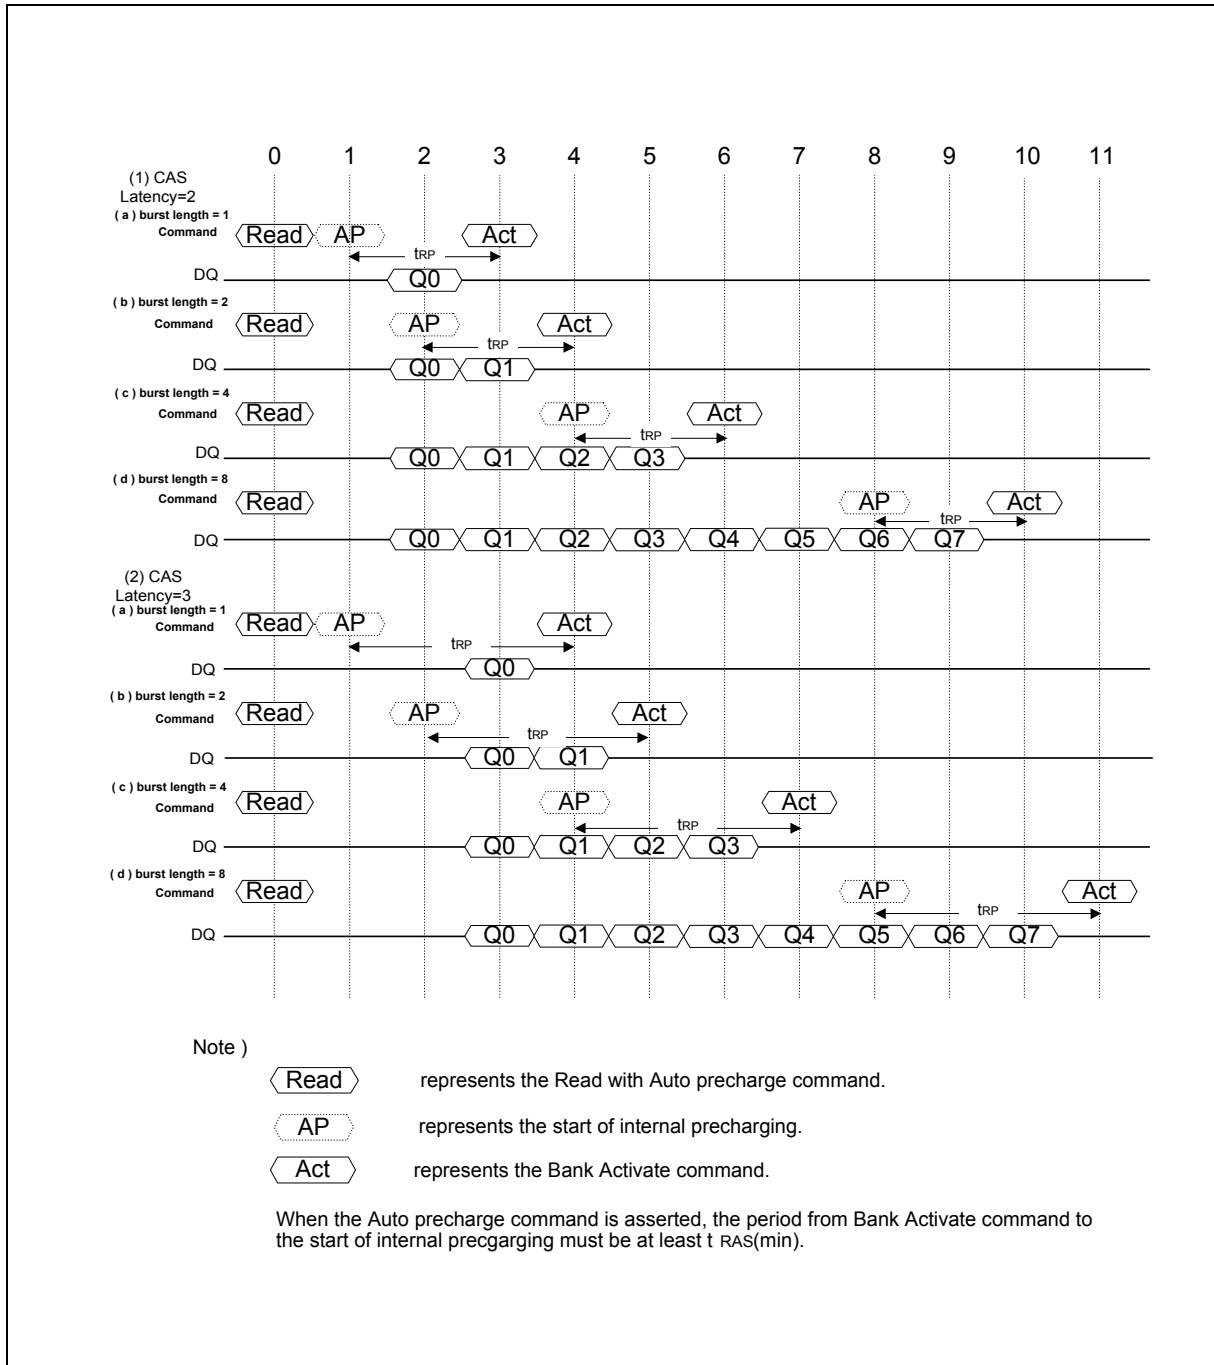 0 1 2 3 4 5 6 7 8 9 10 11
(1) CAS
Latency=2
( a ) burst length = 1
Command Read AP Act
tRP
DQ Q0
( b ) burst length = 2
Command Read AP Act
tRP
DQ Q0 Q1
( c ) burst length = 4
Command Read AP Act
tRP
DQ Q0 Q1 Q2 Q3
( d ) burst length = 8
Command Read AP Act
tRP
DQ Q0 Q1 Q2 Q3 Q4 Q5 Q6 Q7
(2) CAS
Latency=3
( a ) burst length = 1
Command Read AP Act
tRP
DQ Q0
( b ) burst length = 2
Command Read AP Act
tRP
DQ Q0 Q1
( c ) burst length = 4
Command Read AP Act
tRP
DQ Q0 Q1 Q2 Q3
( d ) burst length = 8
Command Read AP Act
tRP
DQ Q0 Q1 Q2 Q3 Q4 Q5 Q6 Q7
Note )
Read represents the Read with Auto precharge command.
AP represents the start of internal precharging.
Act represents the Bank Activate command.
When the Auto precharge command is asserted, the period from Bank Activate command to
the start of internal precgarging must be at least t RAS(min).